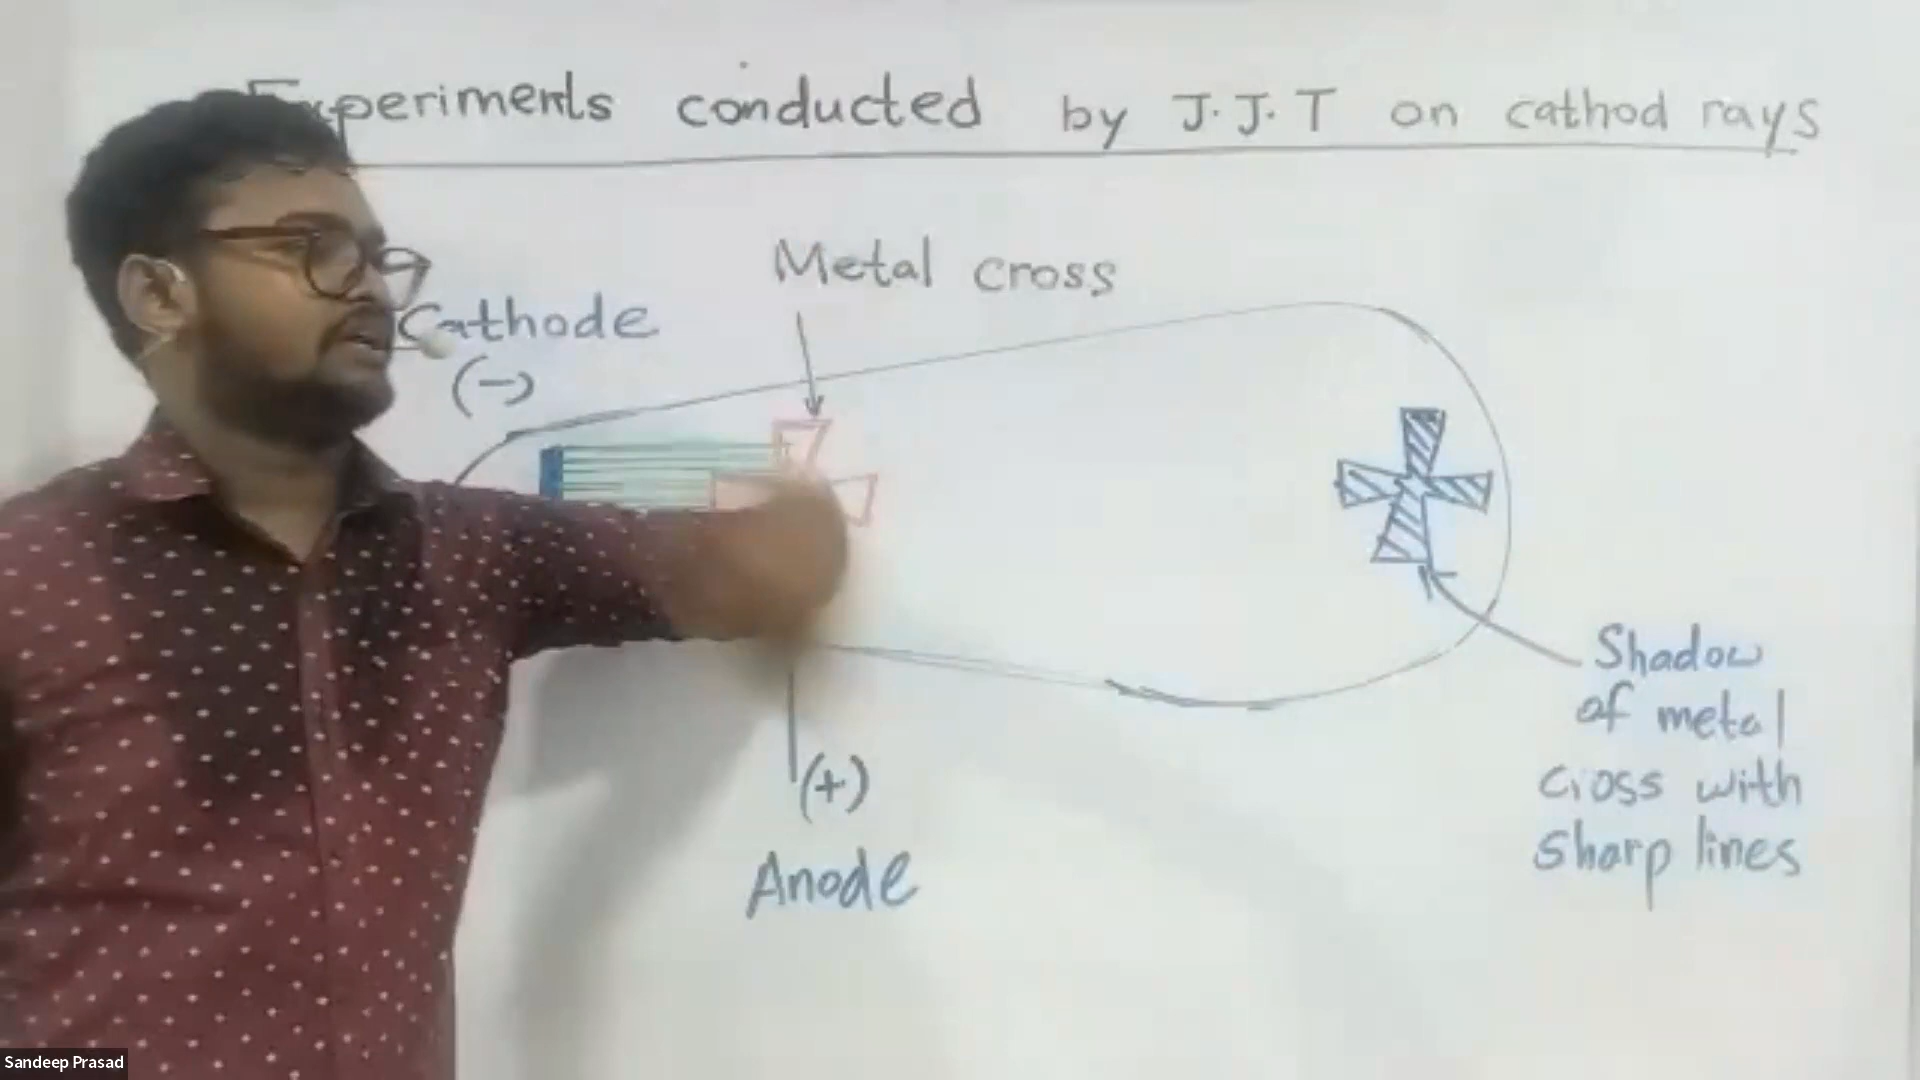 Experiments conducted by J.J.T on cathod rays
Metal cross
Cathode
(-)
Shadow
of metal
cross with
sharp lines
(+)
Anode
Sandeep Prasad